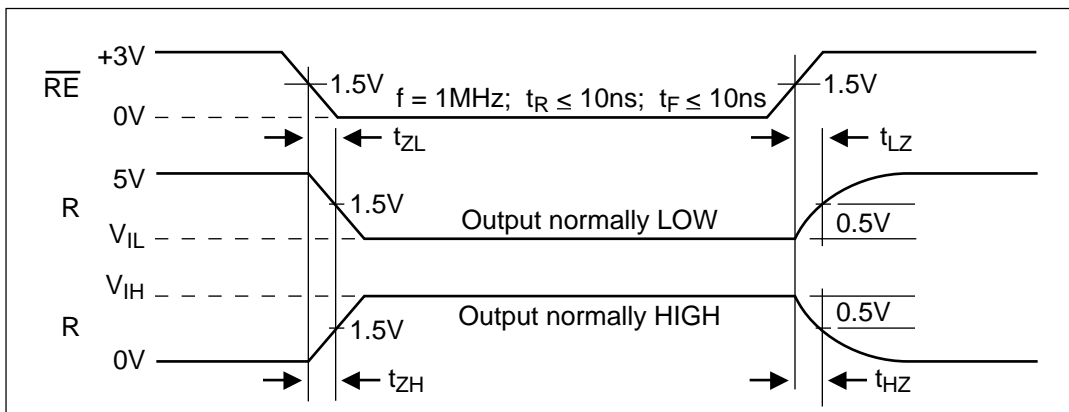 +3V
RE
1.5V
f = 1MHz; tR ≤ 10ns; tF ≤ 10ns
1.5V
0V
tZL
tLZ
5V
R
1.5V
Output normally LOW
0.5V
VIL
VIH
R
1.5V
Output normally HIGH
0.5V
0V
tZH
tHZ